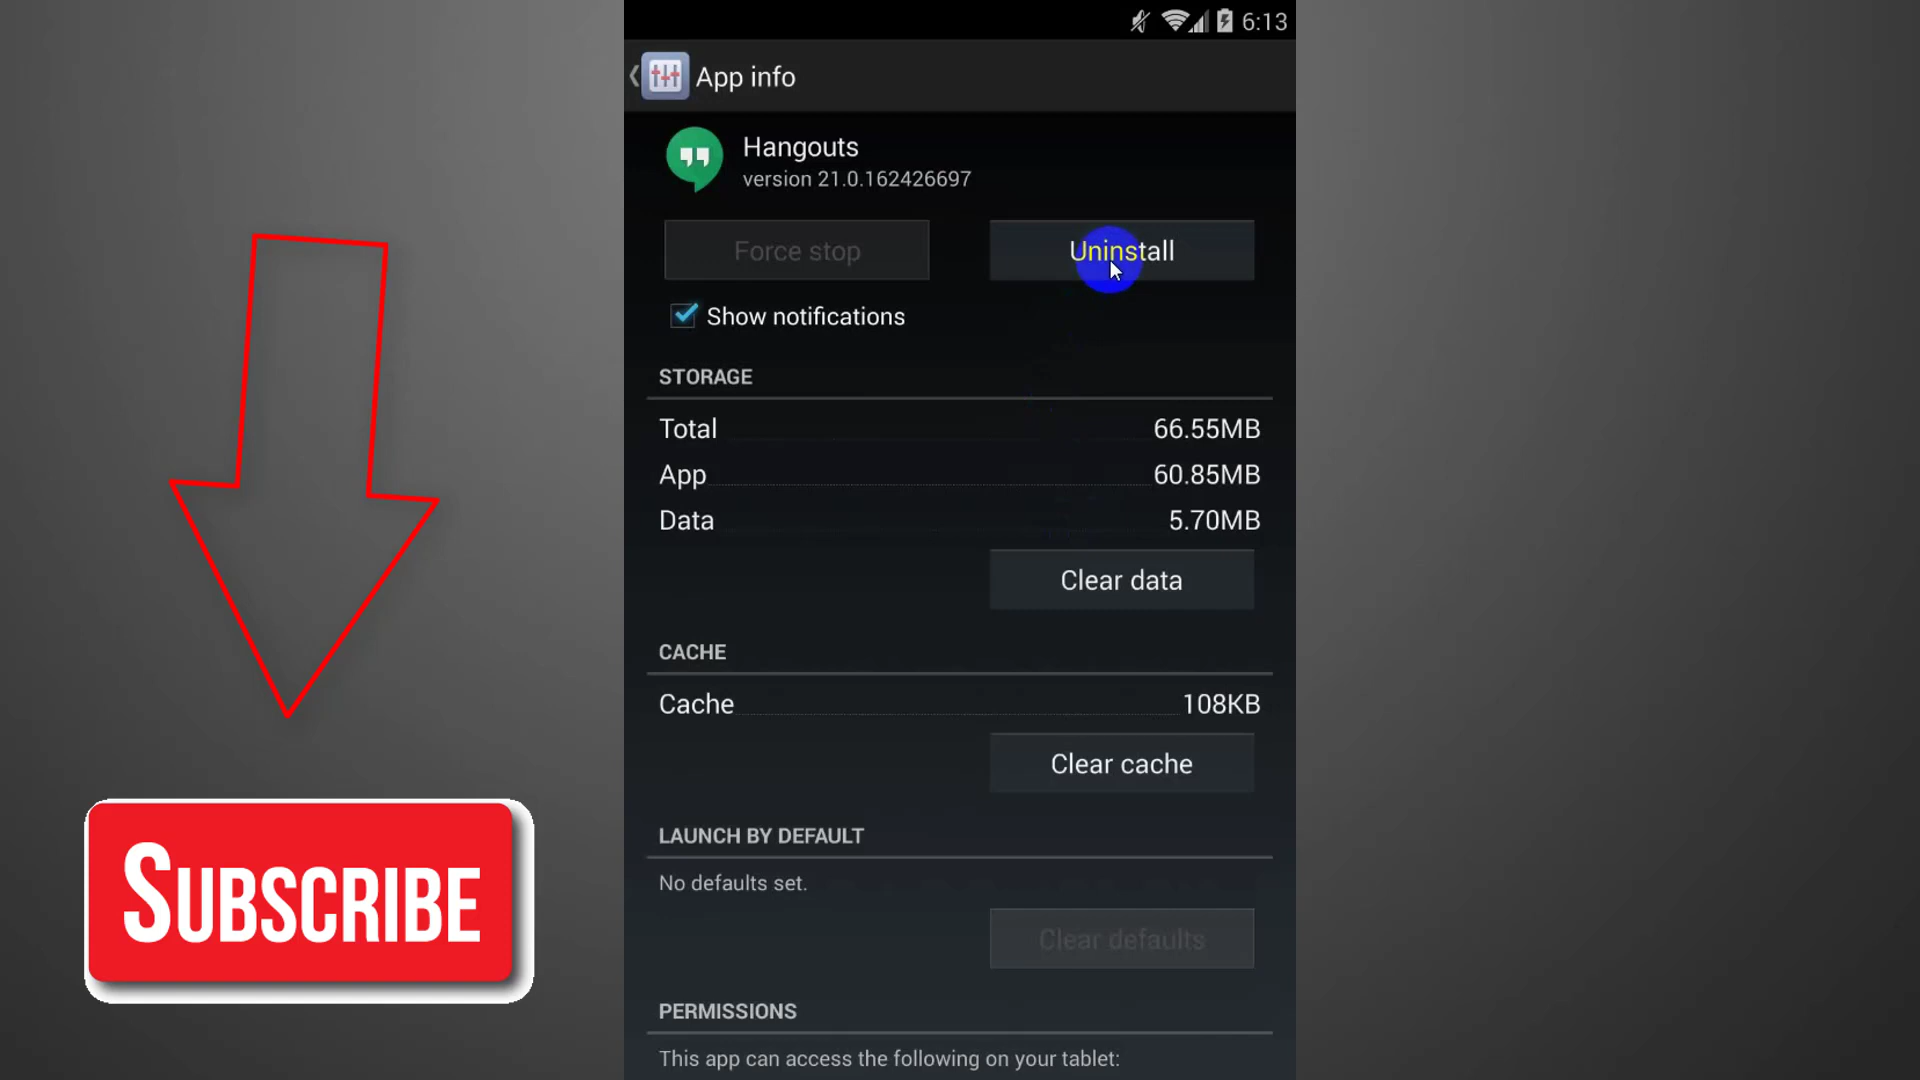 6:13
App info
Hangouts
version 21.0.162426697
Force stop
Uninstall
Show notifications
STORAGE
Total 66.55MB
App 60.85MB
Data 5.70MB
Clear data
CACHE
Cache 108KB
Clear cache
LAUNCH BY DEFAULT
No defaults set.
Clear defaults
PERMISSIONS
This app can access the following on your tablet:
SUBSCRIBE